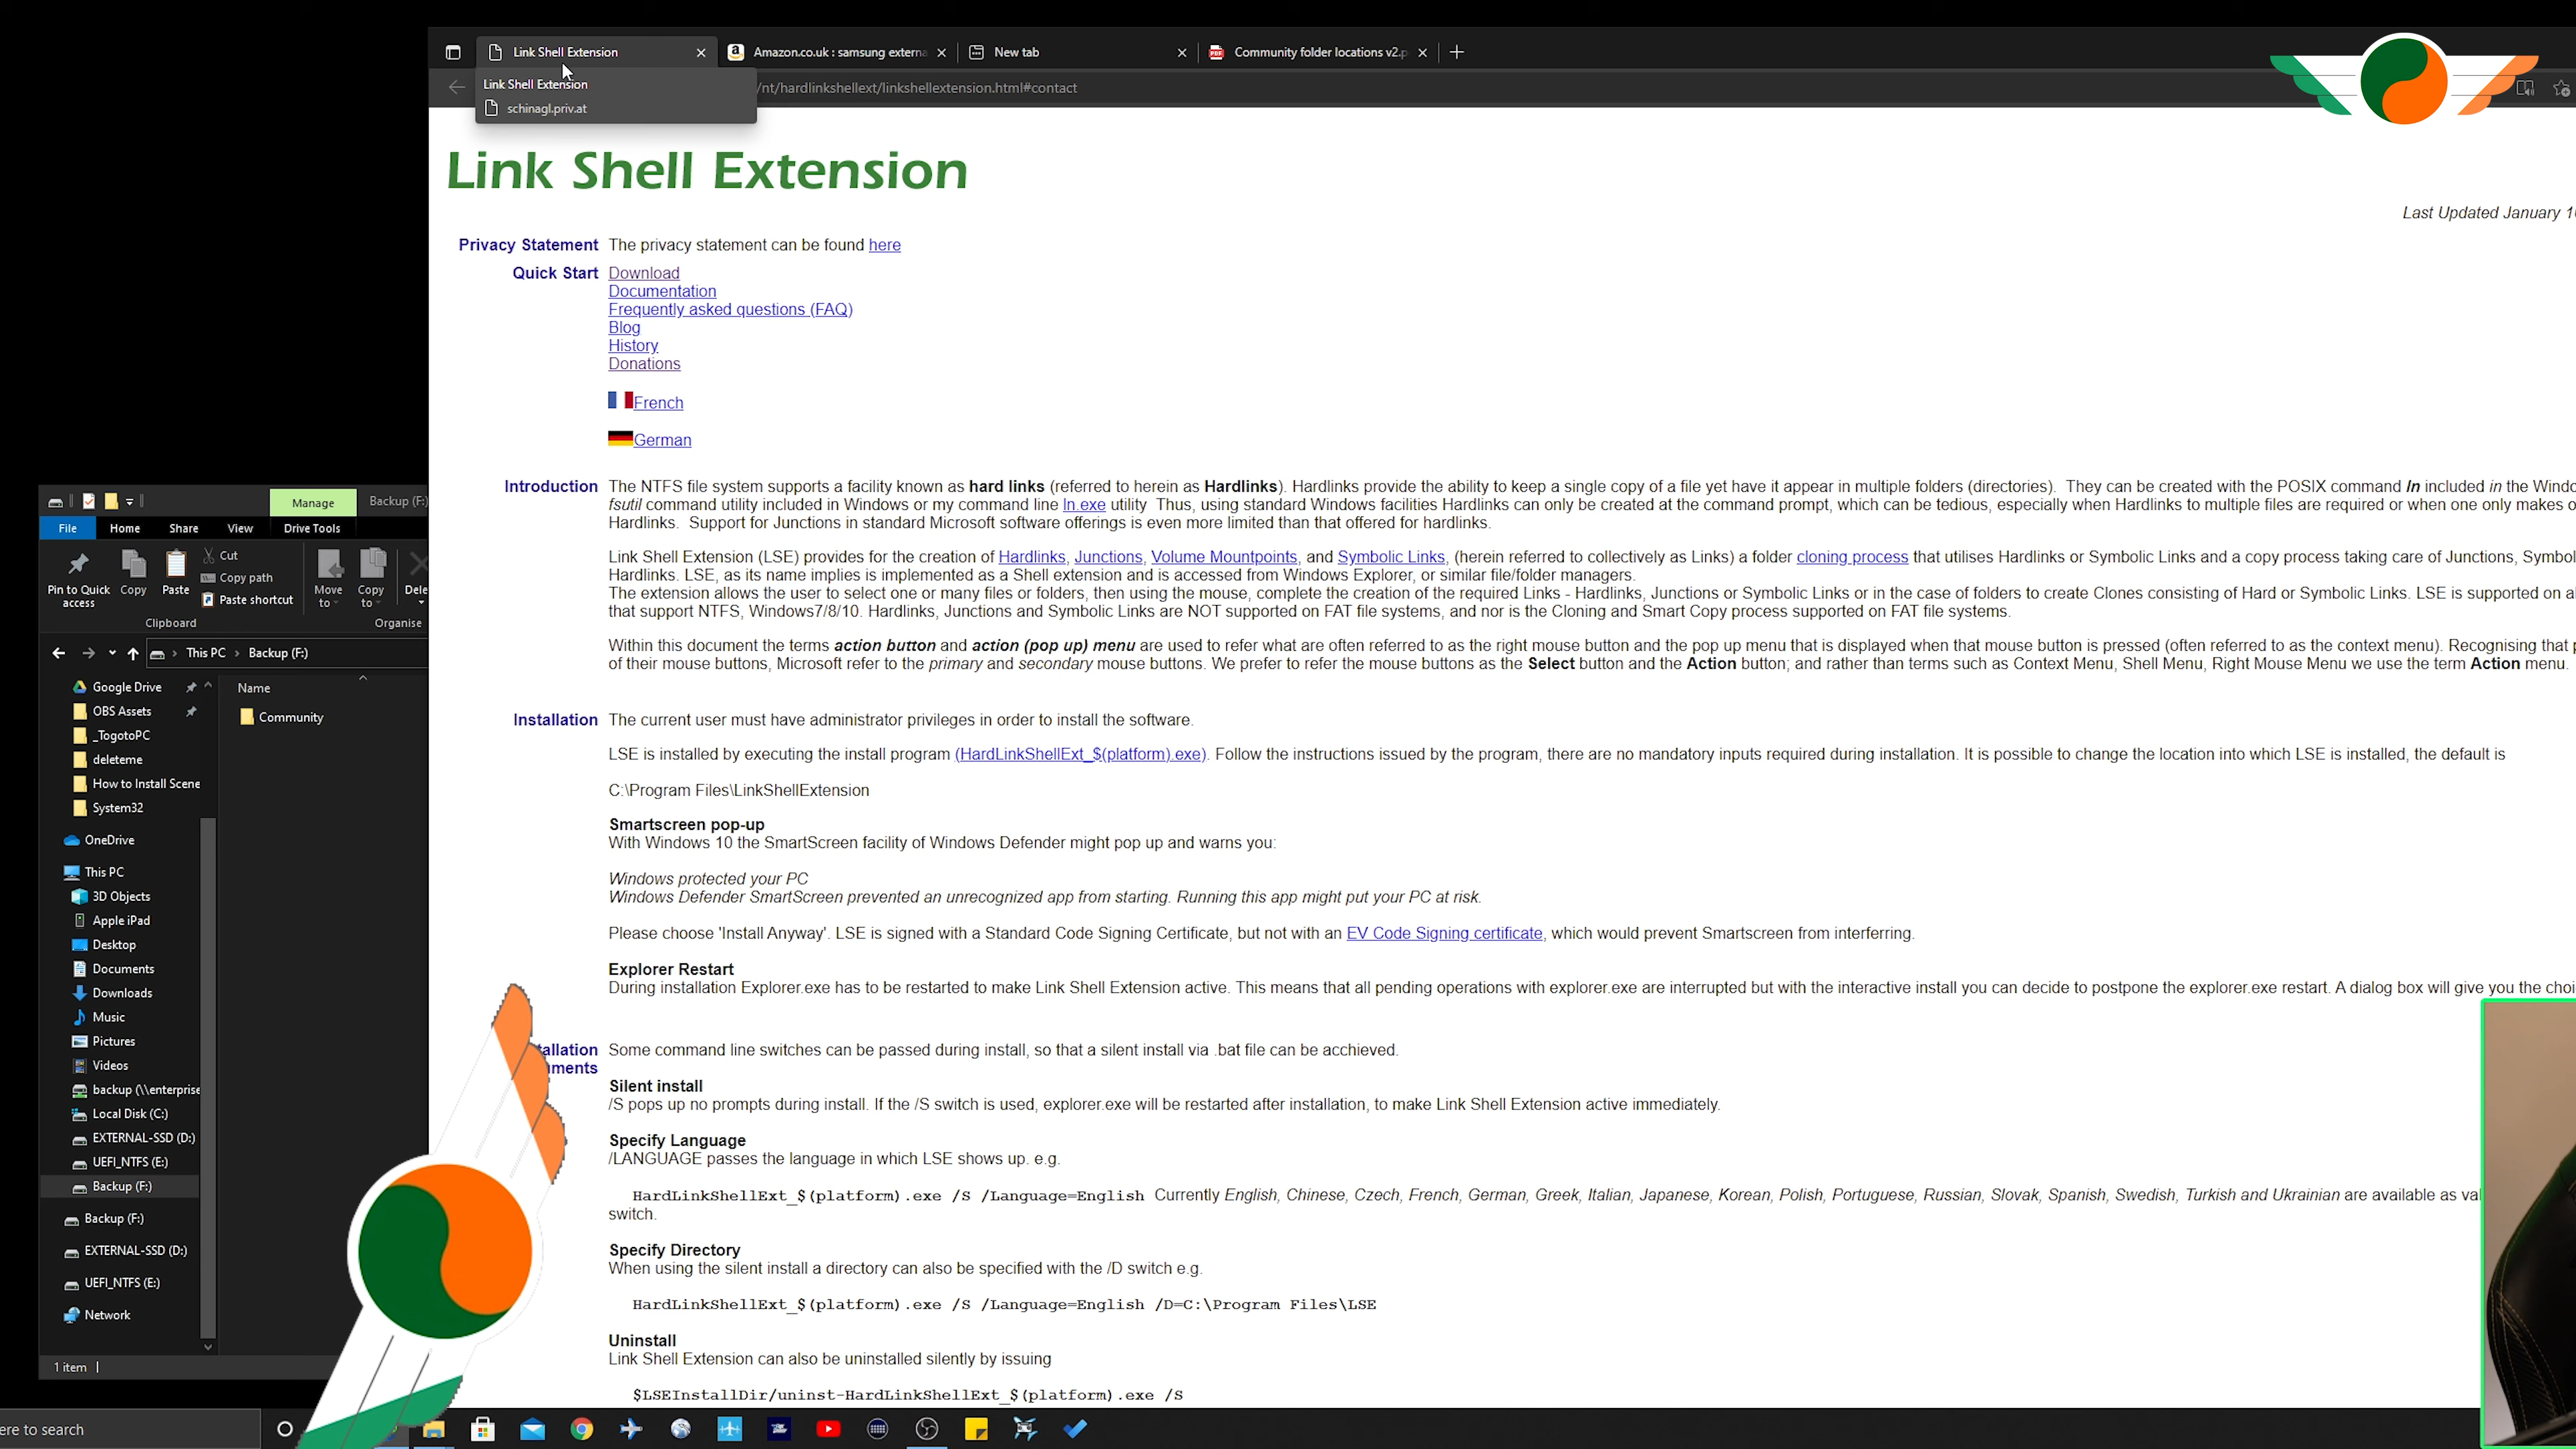 Link Shell Extension
Amazon.co.uk : samsung externa
New tab
Community folder locations v2.p
Link Shell Extension
schinagl.priv.at
/nt/hardlinkshellext/linkshellextension.html#contact
Link Shell Extension
Last Updated January 1
Privacy Statement The privacy statement can be found here
Quick Start Download
Documentation
Frequently asked questions (FAQ)
Blog
History
Donations
French
German
Introduction The NTFS file system supports a facility known as hard links (referred to herein as Hardlinks). Hardlinks provide the ability to keep a single copy of a file yet have it appear in multiple folders (directories). They can be created with the POSIX command ln included in the Windo
fsutil command utility included in Windows or my command line ln.exe utility Thus, using standard Windows facilities Hardlinks can only be created at the command prompt, which can be tedious, especially when Hardlinks to multiple files are required or when one only makes o
Hardlinks. Support for Junctions in standard Microsoft software offerings is even more limited than that offered for hardlinks.
Link Shell Extension (LSE) provides for the creation of Hardlinks, Junctions, Volume Mountpoints, and Symbolic Links, (herein referred to collectively as Links) a folder cloning process that utilises Hardlinks or Symbolic Links and a copy process taking care of Junctions, Symbol
Hardlinks. LSE, as its name implies is implemented as a Shell extension and is accessed from Windows Explorer, or similar file/folder managers.
The extension allows the user to select one or many files or folders, then using the mouse, complete the creation of the required Links - Hardlinks, Junctions or Symbolic Links or in the case of folders to create Clones consisting of Hard or Symbolic Links. LSE is supported on al
that support NTFS, Windows7/8/10. Hardlinks, Junctions and Symbolic Links are NOT supported on FAT file systems, and nor is the Cloning and Smart Copy process supported on FAT file systems.
Within this document the terms action button and action (pop up) menu are used to refer what are often referred to as the right mouse button and the pop up menu that is displayed when that mouse button is pressed (often referred to as the context menu). Recognising that p
of their mouse buttons, Microsoft refer to the primary and secondary mouse buttons. We prefer to refer the mouse buttons as the Select button and the Action button; and rather than terms such as Context Menu, Shell Menu, Right Mouse Menu we use the term Action menu.
Installation The current user must have administrator privileges in order to install the software.
LSE is installed by executing the install program (HardLinkShellExt_$(platform).exe). Follow the instructions issued by the program, there are no mandatory inputs required during installation. It is possible to change the location into which LSE is installed, the default is
C:\Program Files\LinkShellExtension
Smartscreen pop-up
With Windows 10 the SmartScreen facility of Windows Defender might pop up and warns you:
Windows protected your PC
Windows Defender SmartScreen prevented an unrecognized app from starting. Running this app might put your PC at risk.
Please choose 'Install Anyway'. LSE is signed with a Standard Code Signing Certificate, but not with an EV Code Signing certificate, which would prevent Smartscreen from interfering.
Explorer Restart
During installation Explorer.exe has to be restarted to make Link Shell Extension active. This means that all pending operations with explorer.exe are interrupted but with the interactive install you can decide to postpone the explorer.exe restart. A dialog box will give you the choi
allation Some command line switches can be passed during install, so that a silent install via .bat file can be acchieved.
ments
Silent install
/S pops up no prompts during install. If the /S switch is used, explorer.exe will be restarted after installation, to make Link Shell Extension active immediately.
Specify Language
/LANGUAGE passes the language in which LSE shows up. e.g.
HardLinkShellExt_$(platform).exe /S /Language=English Currently English, Chinese, Czech, French, German, Greek, Italian, Japanese, Korean, Polish, Portuguese, Russian, Slovak, Spanish, Swedish, Turkish and Ukrainian are available as val
switch.
Specify Directory
When using the silent install a directory can also be specified with the /D switch e.g.
HardLinkShellExt_$(platform).exe /S /Language=English /D=C:\Program Files\LSE
Uninstall
Link Shell Extension can also be uninstalled silently by issuing
$LSEInstallDir/uninst-HardLinkShellExt_$(platform).exe /S
Manage
Backup (F:)
File
Home
Share
View
Drive Tools
Pin to Quick access
Copy
Paste
Cut
Copy path
Paste shortcut
Move to
Copy to
Dele
Clipboard
Organise
This PC
Backup (F:)
Name
Community
Google Drive
OBS Assets
_TogotoPC
deleteme
How to Install Scene
System32
OneDrive
This PC
3D Objects
Apple iPad
Desktop
Documents
Downloads
Music
Pictures
Videos
backup (\\enterprise
Local Disk (C:)
EXTERNAL-SSD (D:)
UEFI_NTFS (E:)
Backup (F:)
Backup (F:)
EXTERNAL-SSD (D:)
UEFI_NTFS (E:)
Network
1 item
ere to search